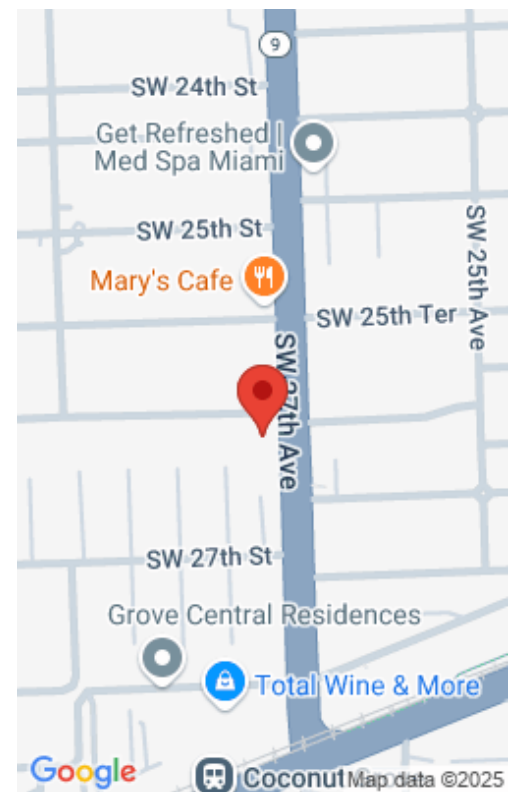 9
SW 24th St
Get Refreshed |
Med Spa Miami
SW 25th St
SW 25th Ave
Mary's Cafe
SW 25th Ter
SW 27th Ave
SW 27th St
Grove Central Residences
Total Wine & More
Google
Coconut
Map data ©2025